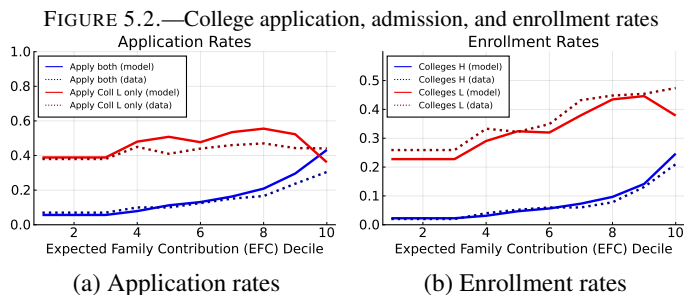 FIGURE 5.2.—College application, admission, and enrollment rates
Application Rates
1.0
0.8
0.6
0.4
0.2
0.0
Apply both (model)
Apply both (data)
Apply Coll L only (model)
Apply Coll L only (data)
2 4 6 8 10
Expected Family Contribution (EFC) Decile
(a) Application rates
Enrollment Rates
0.5
0.4
0.3
0.2
0.1
0.0
Colleges H (model)
Colleges H (data)
Colleges L (model)
Colleges L (data)
2 4 6 8 10
Expected Family Contribution (EFC) Decile
(b) Enrollment rates